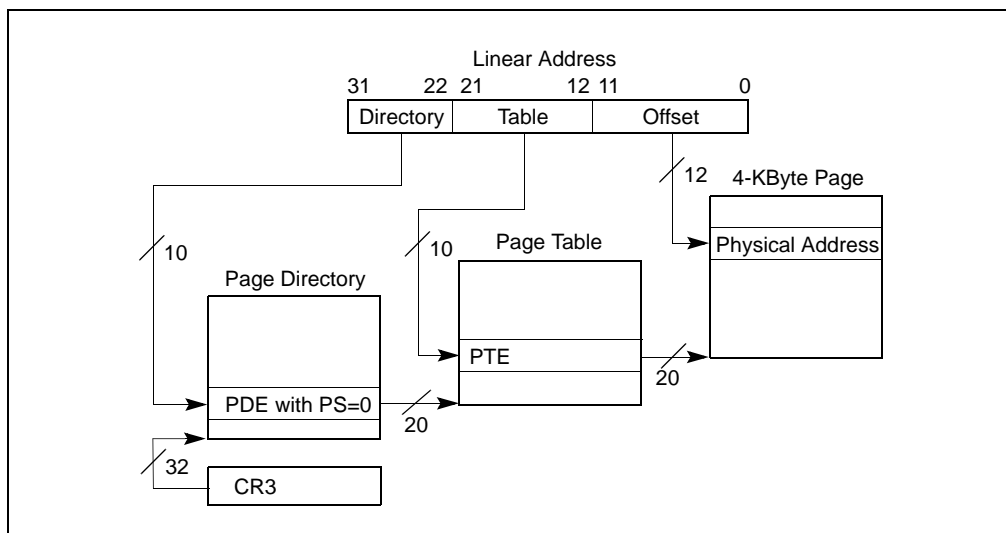 Linear Address
31 22 21 12 11 0
Directory Table Offset
12
4-KByte Page
Physical Address
10
10
Page Table
PTE
20
Page Directory
PDE with PS=0
20
32
CR3